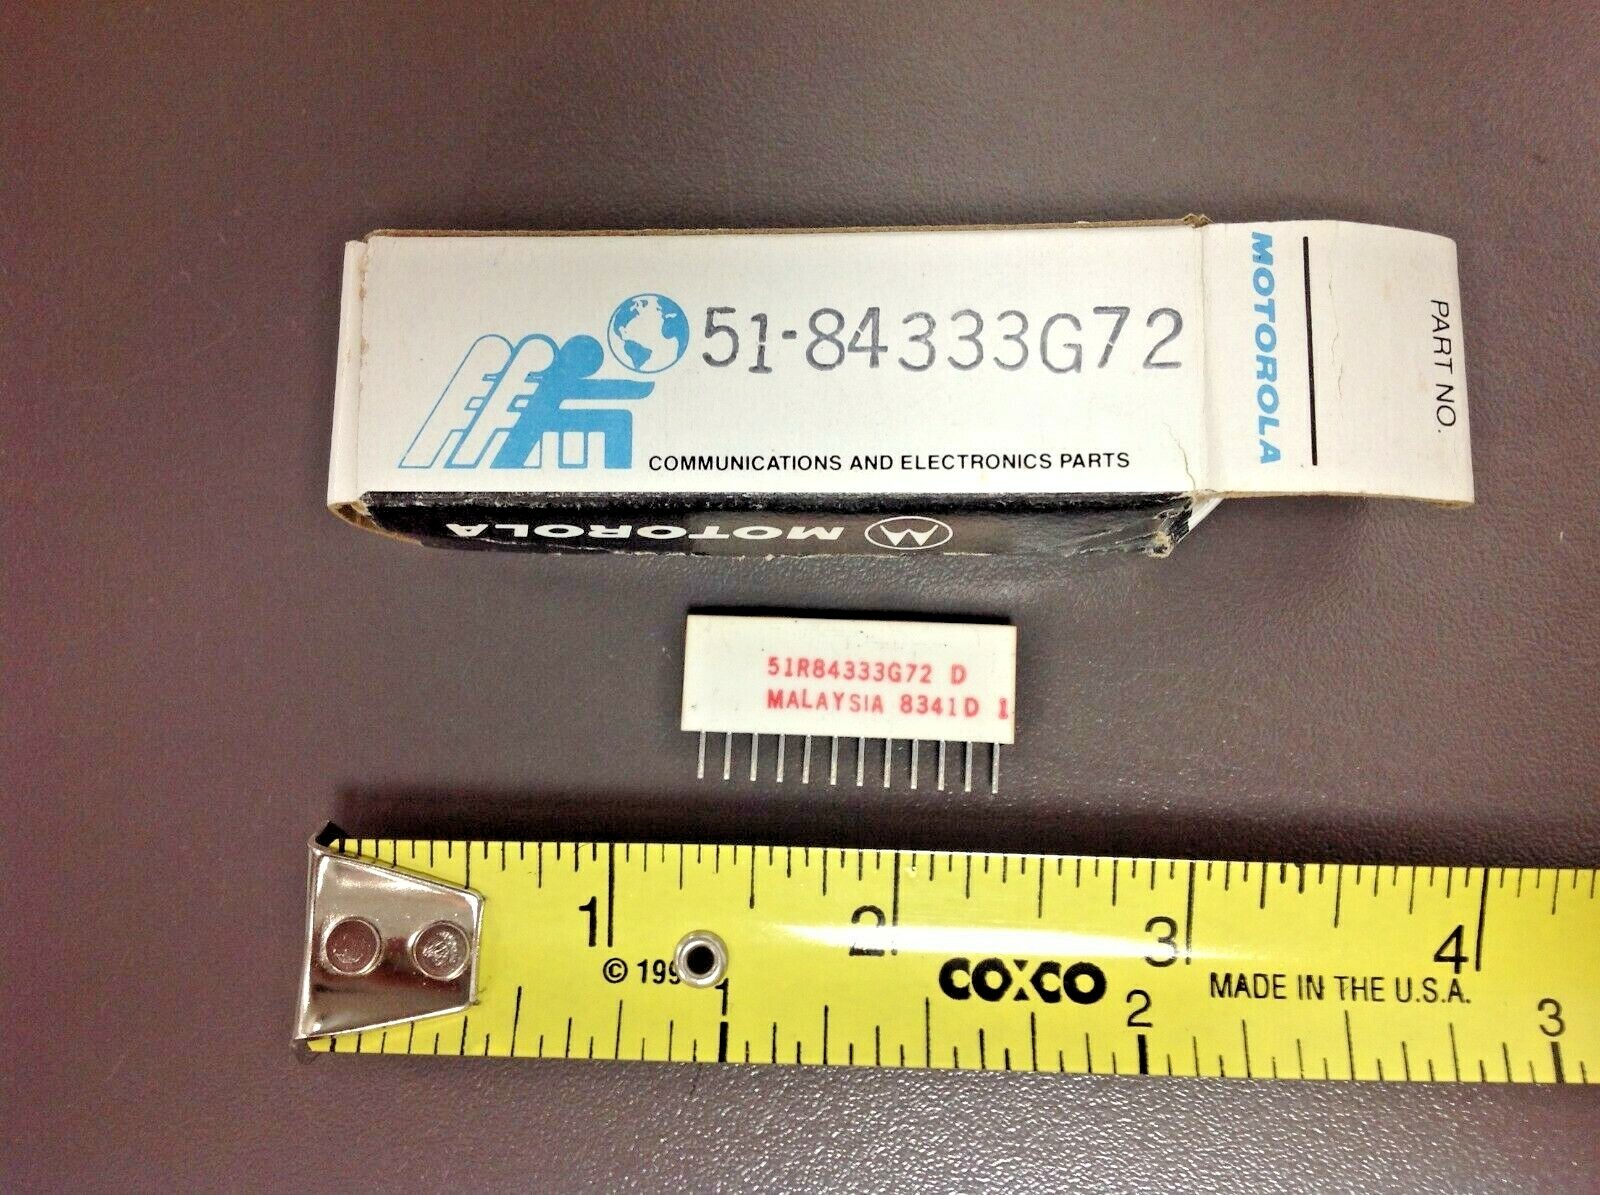 51-84333G72
COMMUNICATIONS AND ELECTRONICS PARTS
MOTOROLA
MOTOROLA
PART NO.
51R84333G72 D
MALAYSIA 8341D 1
1 2 3 4
© 199
COXCO
MADE IN THE U.S.A.
1 2 3